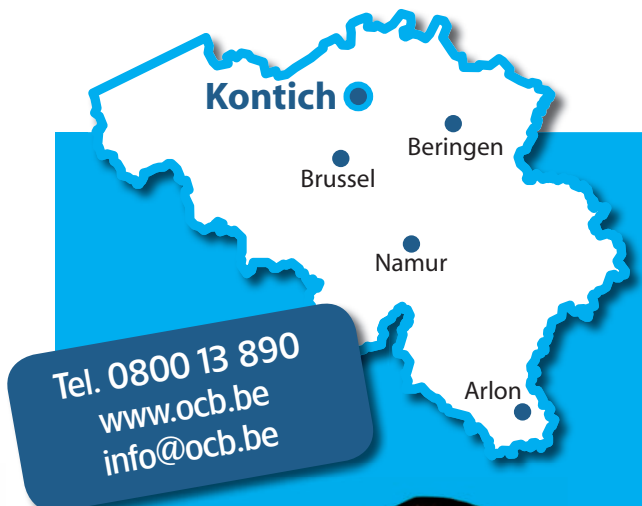 Kontich
Beringen
Brussel
Namur
Arlon
Tel. 0800 13 890
www.ocb.be
info@ocb.be